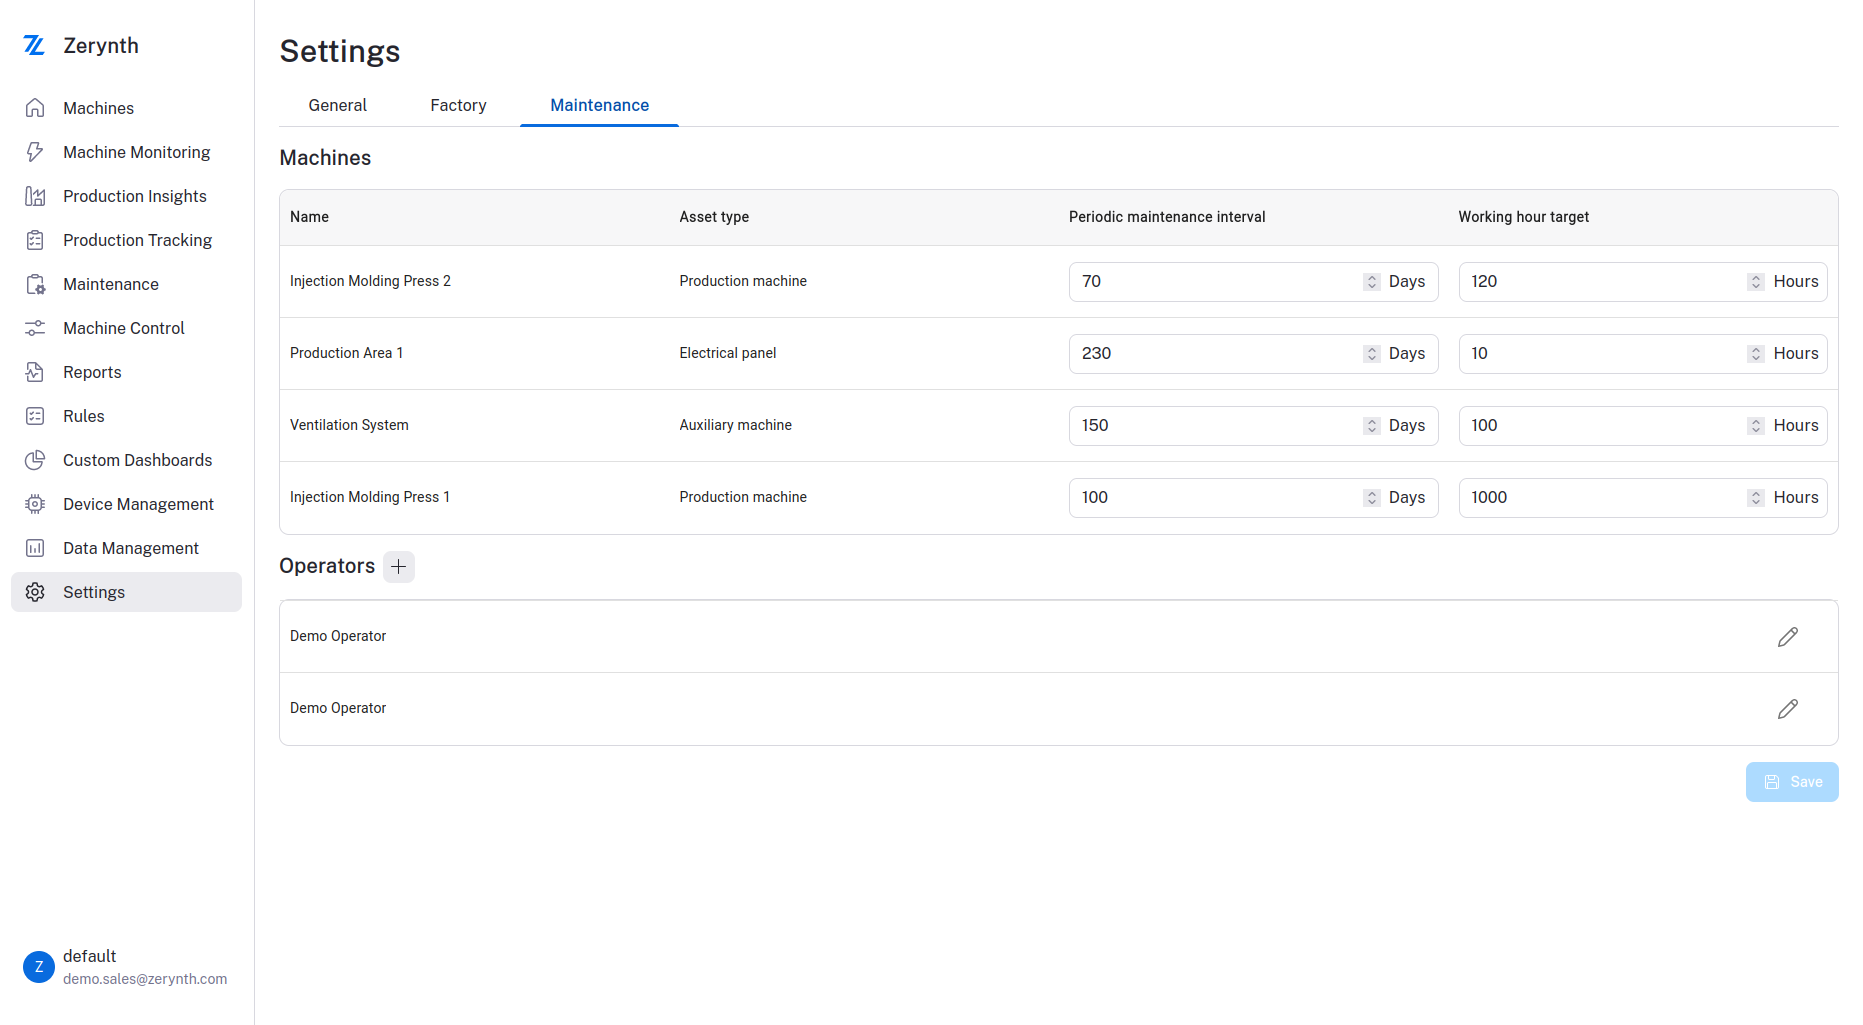 Zerynth
Machines
Machine Monitoring
Production Insights
Production Tracking
Maintenance
Machine Control
Reports
Rules
Custom Dashboards
Device Management
Data Management
Settings
Z
default
demo.sales@zerynth.com
Settings
General Factory Maintenance
Machines
Name Asset type Periodic maintenance interval Working hour target
Injection Molding Press 2 Production machine 70 Days 120 Hours
Production Area 1 Electrical panel 230 Days 10 Hours
Ventilation System Auxiliary machine 150 Days 100 Hours
Injection Molding Press 1 Production machine 100 Days 1000 Hours
Operators
Demo Operator
Demo Operator
Save